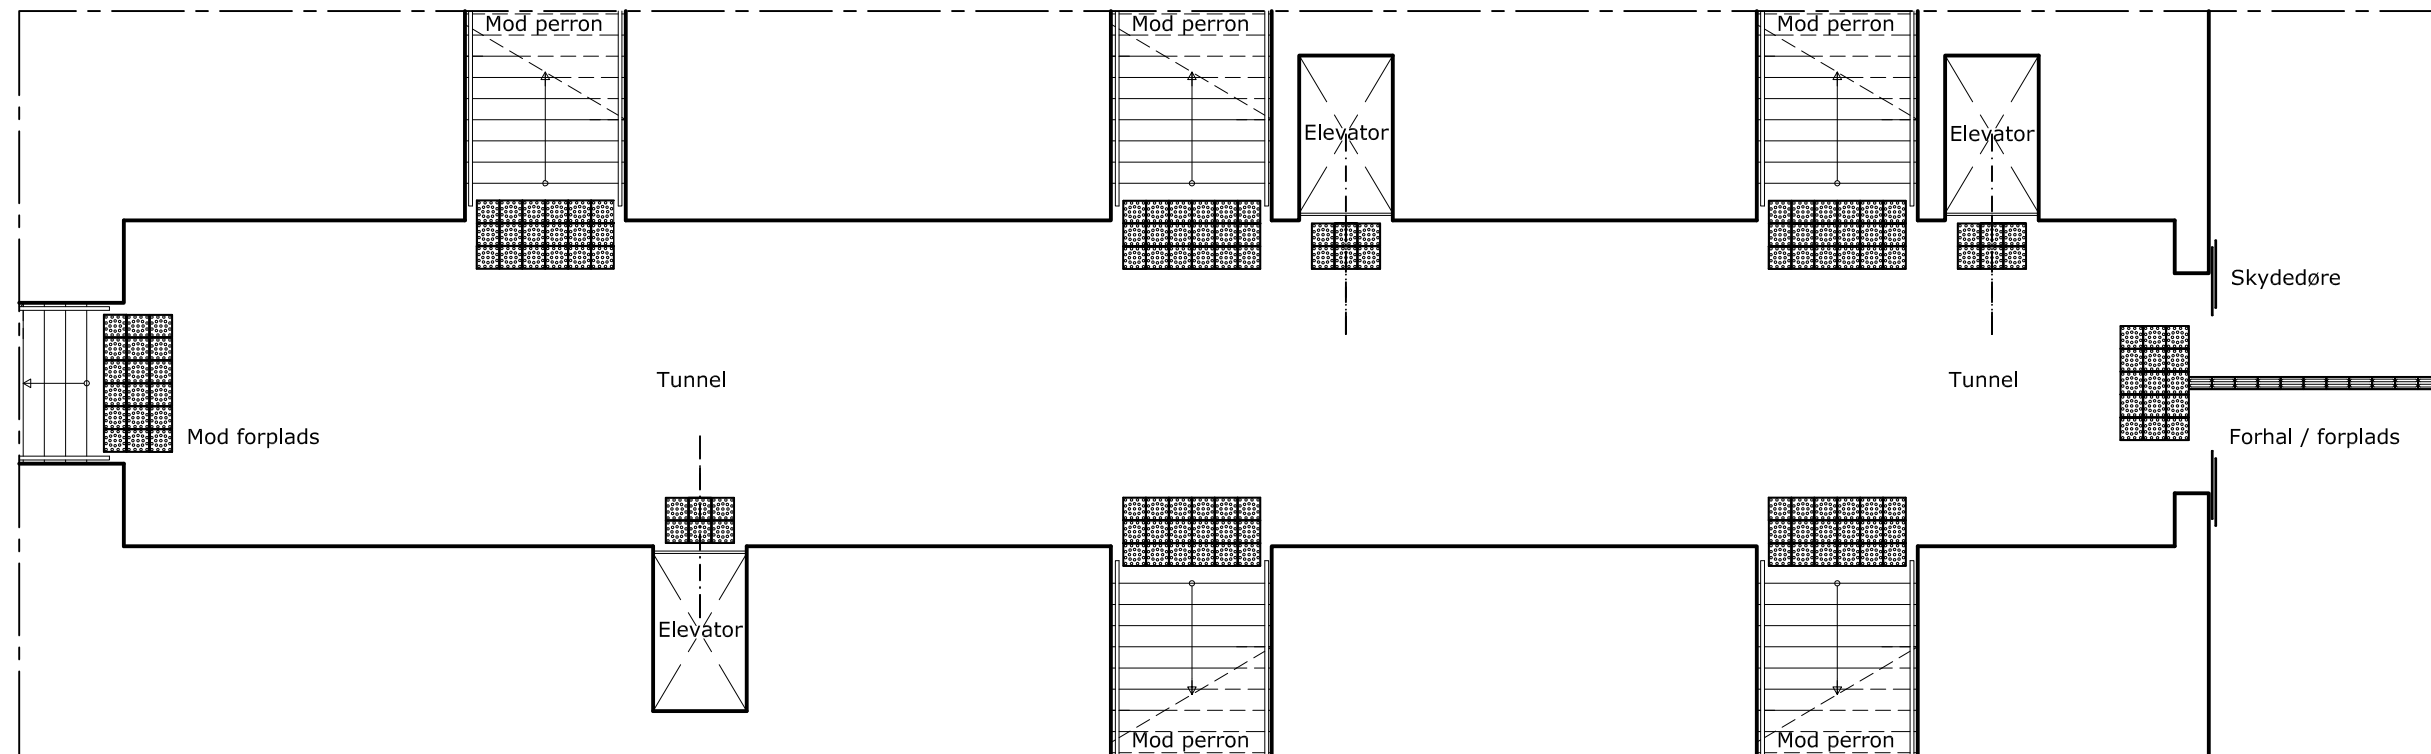 Mod perron
Mod perron
Mod perron
Elevator
Elevator
Skydedøre
Tunnel
Tunnel
Mod forplads
Forhal / forplads
Elevator
Mod perron
Mod perron